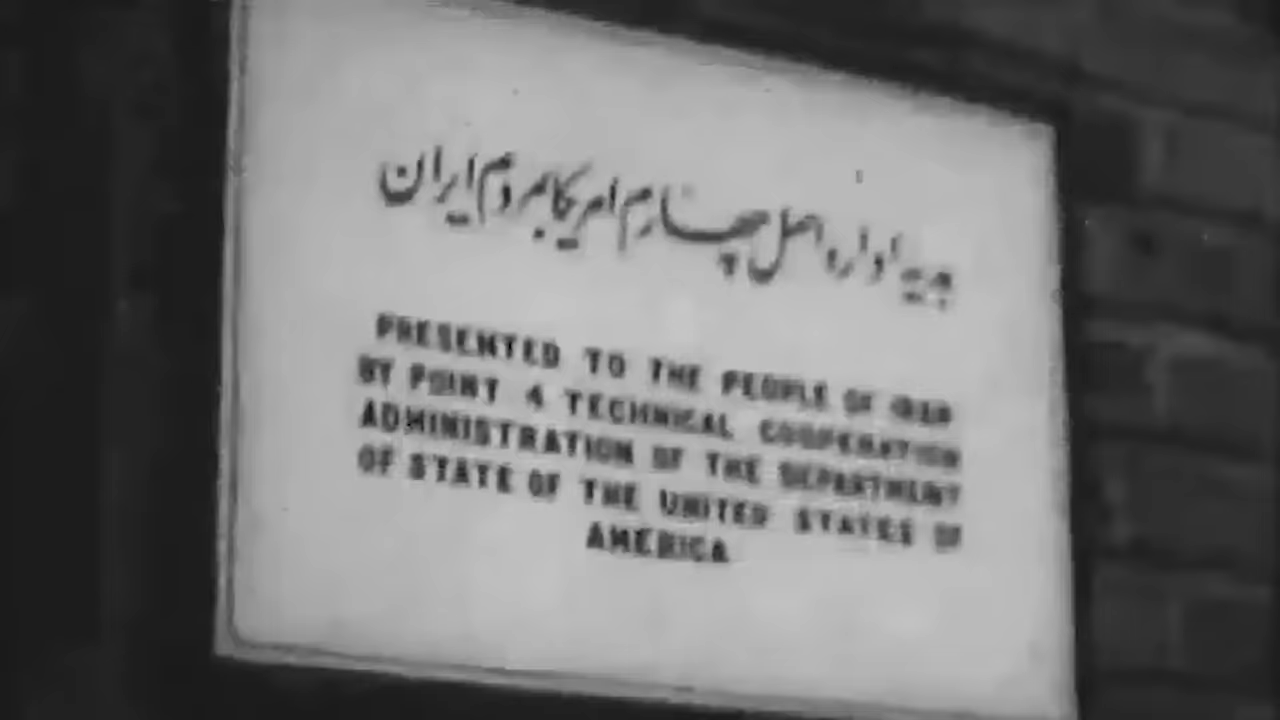 هدیه اداره اصل چهارم امریکا بمردم ایران
PRESENTED TO THE PEOPLE OF IRAN
BY POINT 4 TECHNICAL COOPERATION
ADMINISTRATION OF THE DEPARTMENT
OF STATE OF THE UNITED STATES OF
AMERICA